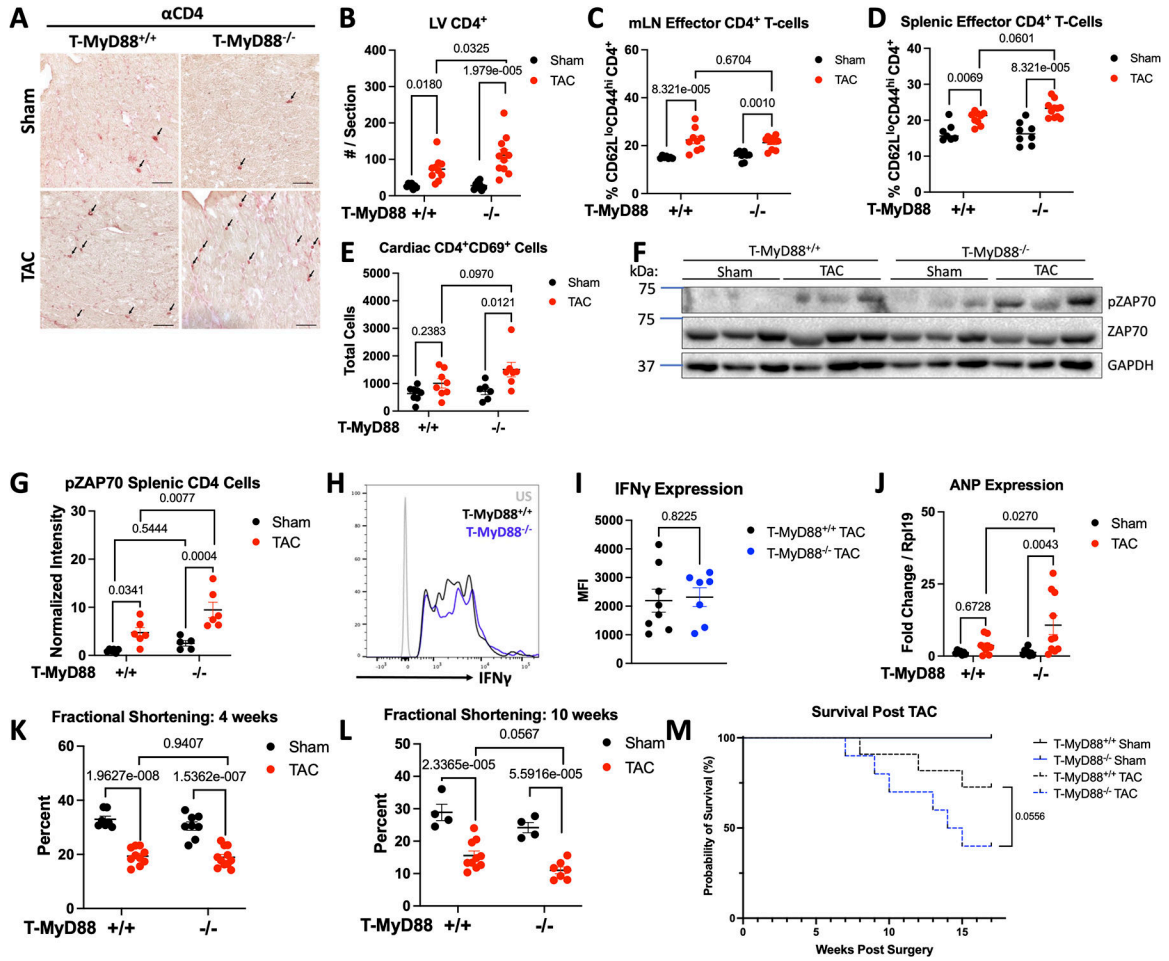 A
αCD4
T-MyD88+/+
T-MyD88-/-
Sham
TAC
B
LV CD4+
Sham
TAC
# / Section
400
300
200
100
0
0.0325
0.0180
1.979e-005
T-MyD88
+/+
-/-
C
mLN Effector CD4+ T-cells
Sham
TAC
% CD62LloCD44hi CD4+
60
40
20
0
0.6704
8.321e-005
0.0010
T-MyD88
+/+
-/-
D
Splenic Effector CD4+ T-Cells
Sham
TAC
% CD62LloCD44hi CD4+
50
40
30
20
10
0
0.0601
0.0069
8.321e-005
T-MyD88
+/+
-/-
E
Cardiac CD4+CD69+ Cells
Sham
TAC
Total Cells
5000
4000
3000
2000
1000
0
0.0970
0.2383
0.0121
T-MyD88
+/+
-/-
F
T-MyD88+/+
T-MyD88-/-
kDa:
Sham
TAC
Sham
TAC
75
pZAP70
75
ZAP70
37
GAPDH
G
pZAP70 Splenic CD4 Cells
Sham
TAC
Normalized Intensity
30
20
10
0
0.0077
0.5444
0.0004
0.0341
T-MyD88
+/+
-/-
H
US
T-MyD88+/+
T-MyD88-/-
-10³
0
10³
10⁴
10⁵
IFNγ
I
IFNγ Expression
T-MyD88+/+ TAC
T-MyD88-/- TAC
MFI
5000
4000
3000
2000
1000
0
0.8225
J
ANP Expression
Sham
TAC
Fold Change / Rpl19
50
25
0
0.0270
0.0043
0.6728
T-MyD88
+/+
-/-
K
Fractional Shortening: 4 weeks
Sham
TAC
Percent
60
40
20
0
0.9407
1.9627e-008
1.5362e-007
T-MyD88
+/+
-/-
L
Fractional Shortening: 10 weeks
Sham
TAC
Percent
50
40
30
20
10
0
0.0567
2.3365e-005
5.5916e-005
T-MyD88
+/+
-/-
M
Survival Post TAC
T-MyD88+/+ Sham
T-MyD88-/- Sham
T-MyD88+/+ TAC
T-MyD88-/- TAC
0.0556
Probability of Survival (%)
100
50
0
0
5
10
15
Weeks Post Surgery